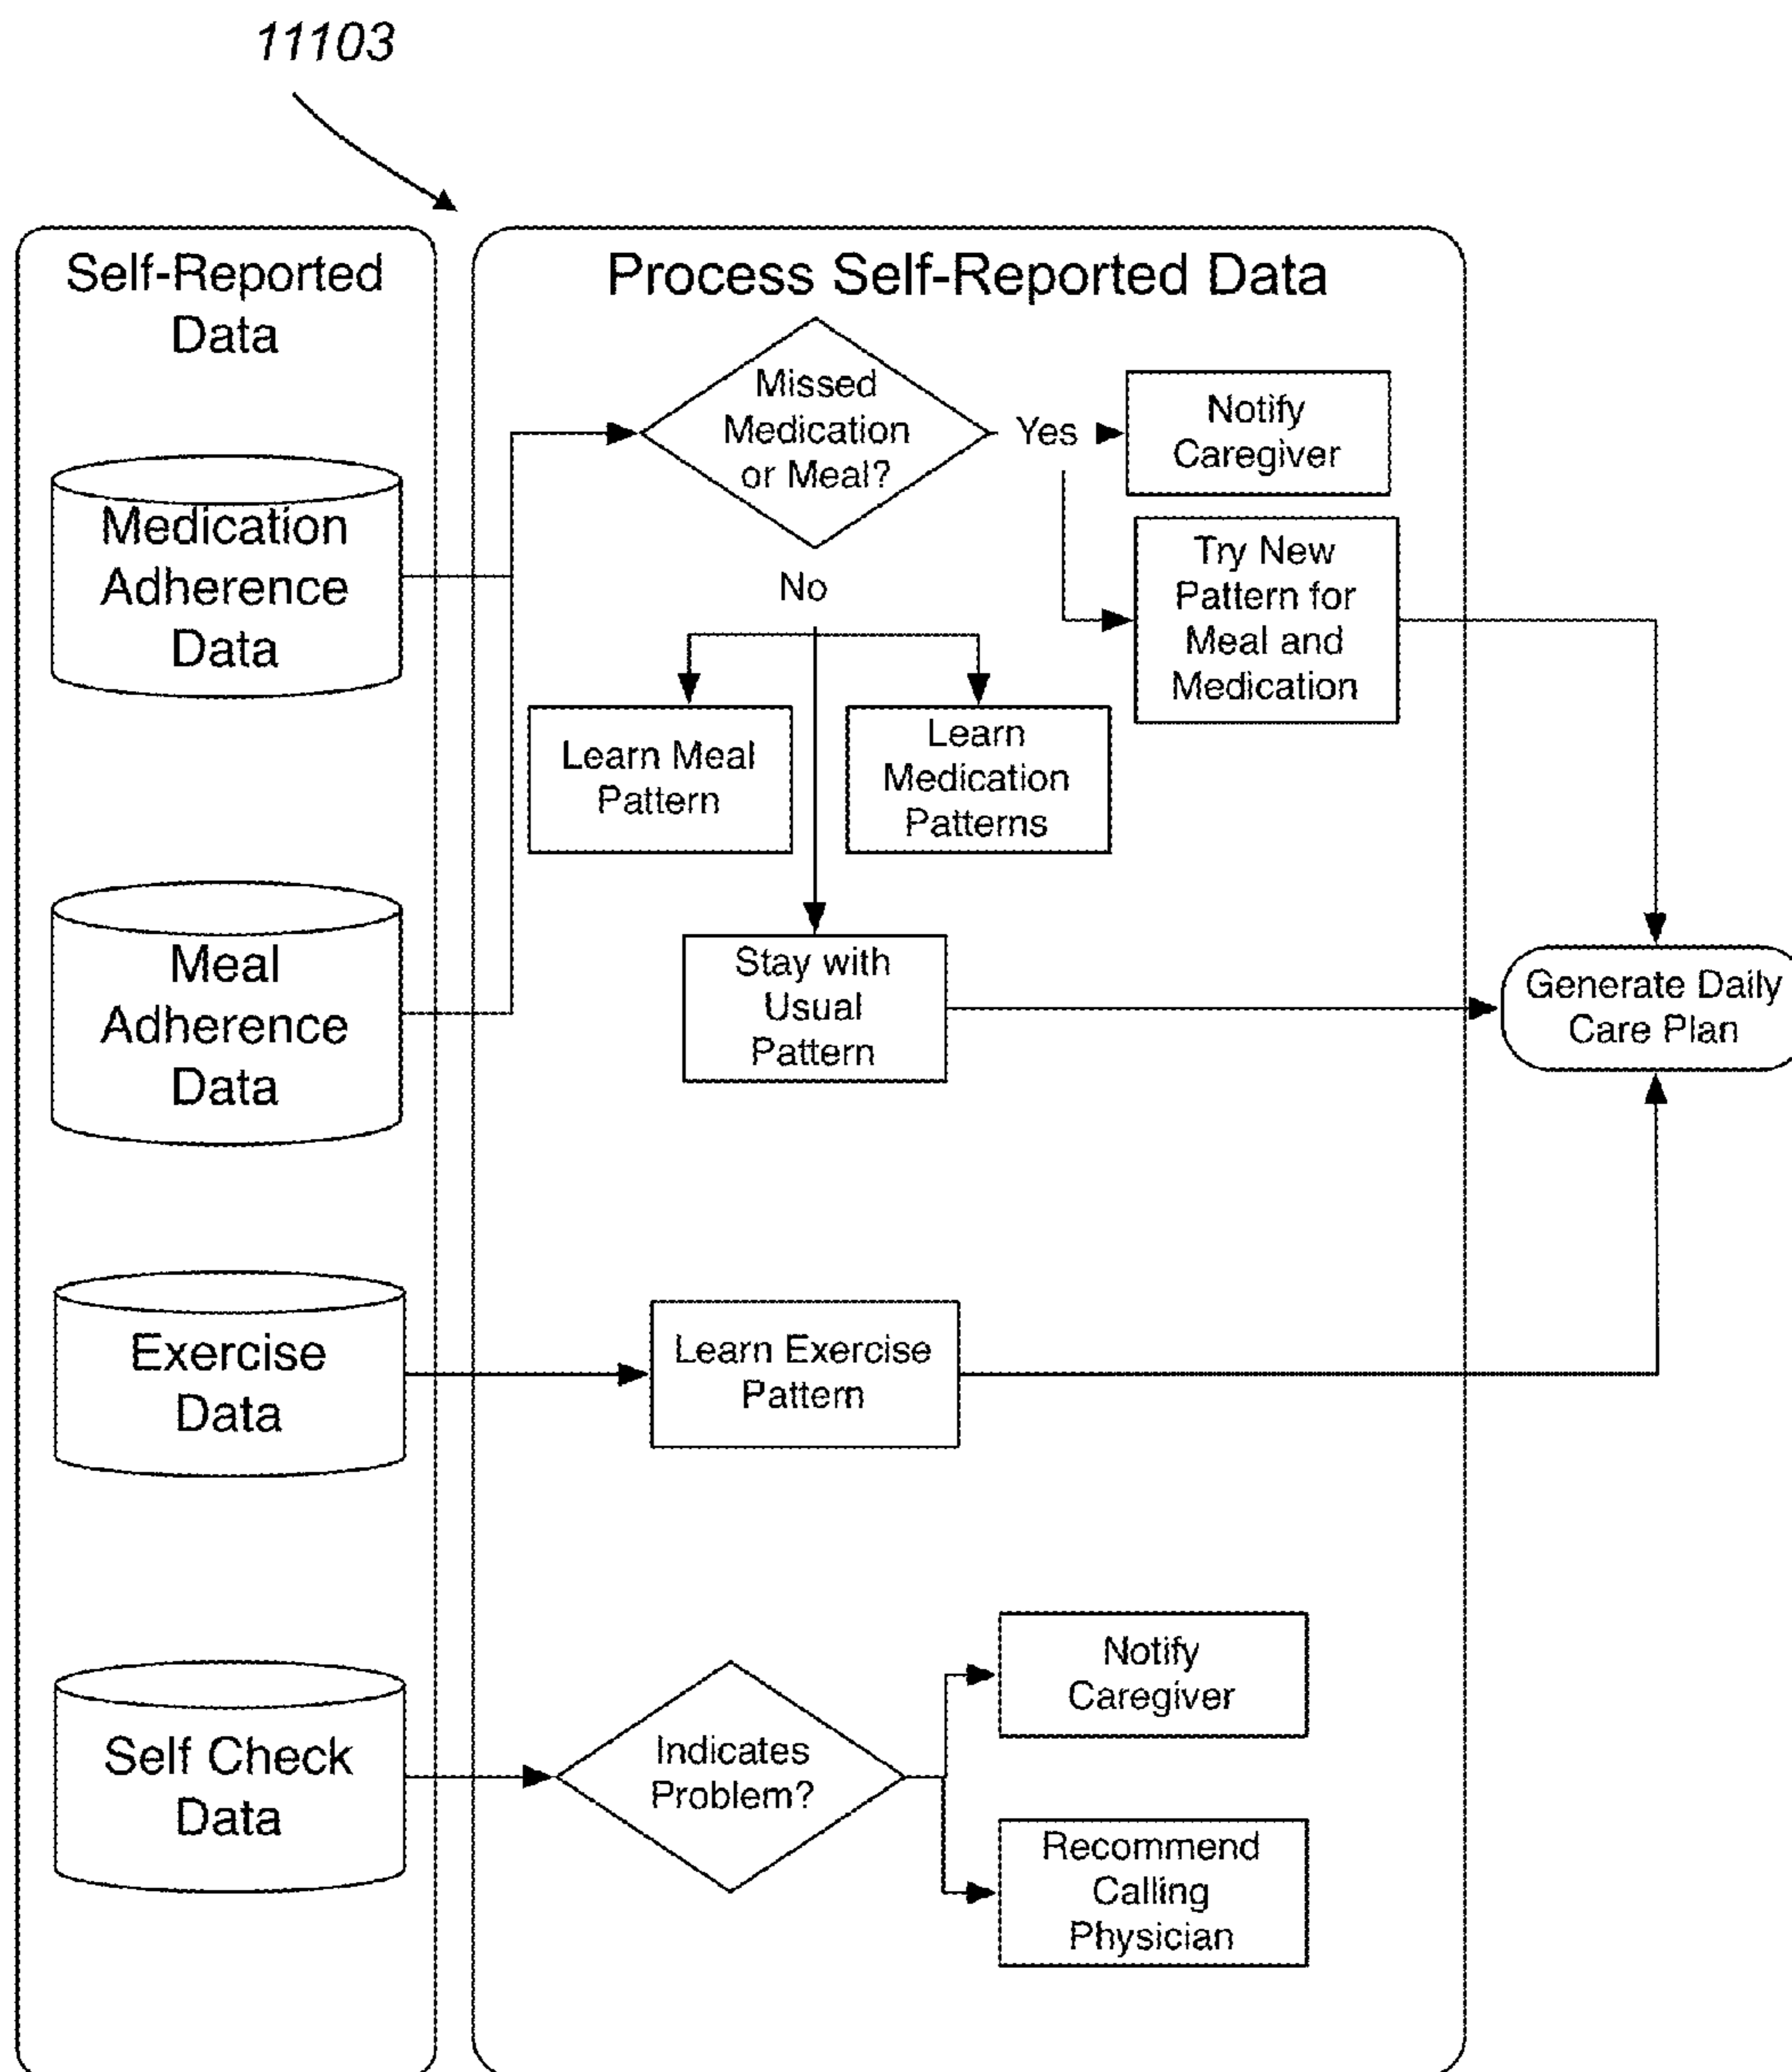 11103
Self-Reported
Data
Medication
Adherence
Data
Meal
Adherence
Data
Exercise
Data
Self Check
Data
Process Self-Reported Data
Missed
Medication
or Meal?
Yes
Notify
Caregiver
Try New
Pattern for
Meal and
Medication
No
Learn Meal
Pattern
Learn
Medication
Patterns
Stay with
Usual
Pattern
Generate Daily
Care Plan
Learn Exercise
Pattern
Indicates
Problem?
Notify
Caregiver
Recommend
Calling
Physician